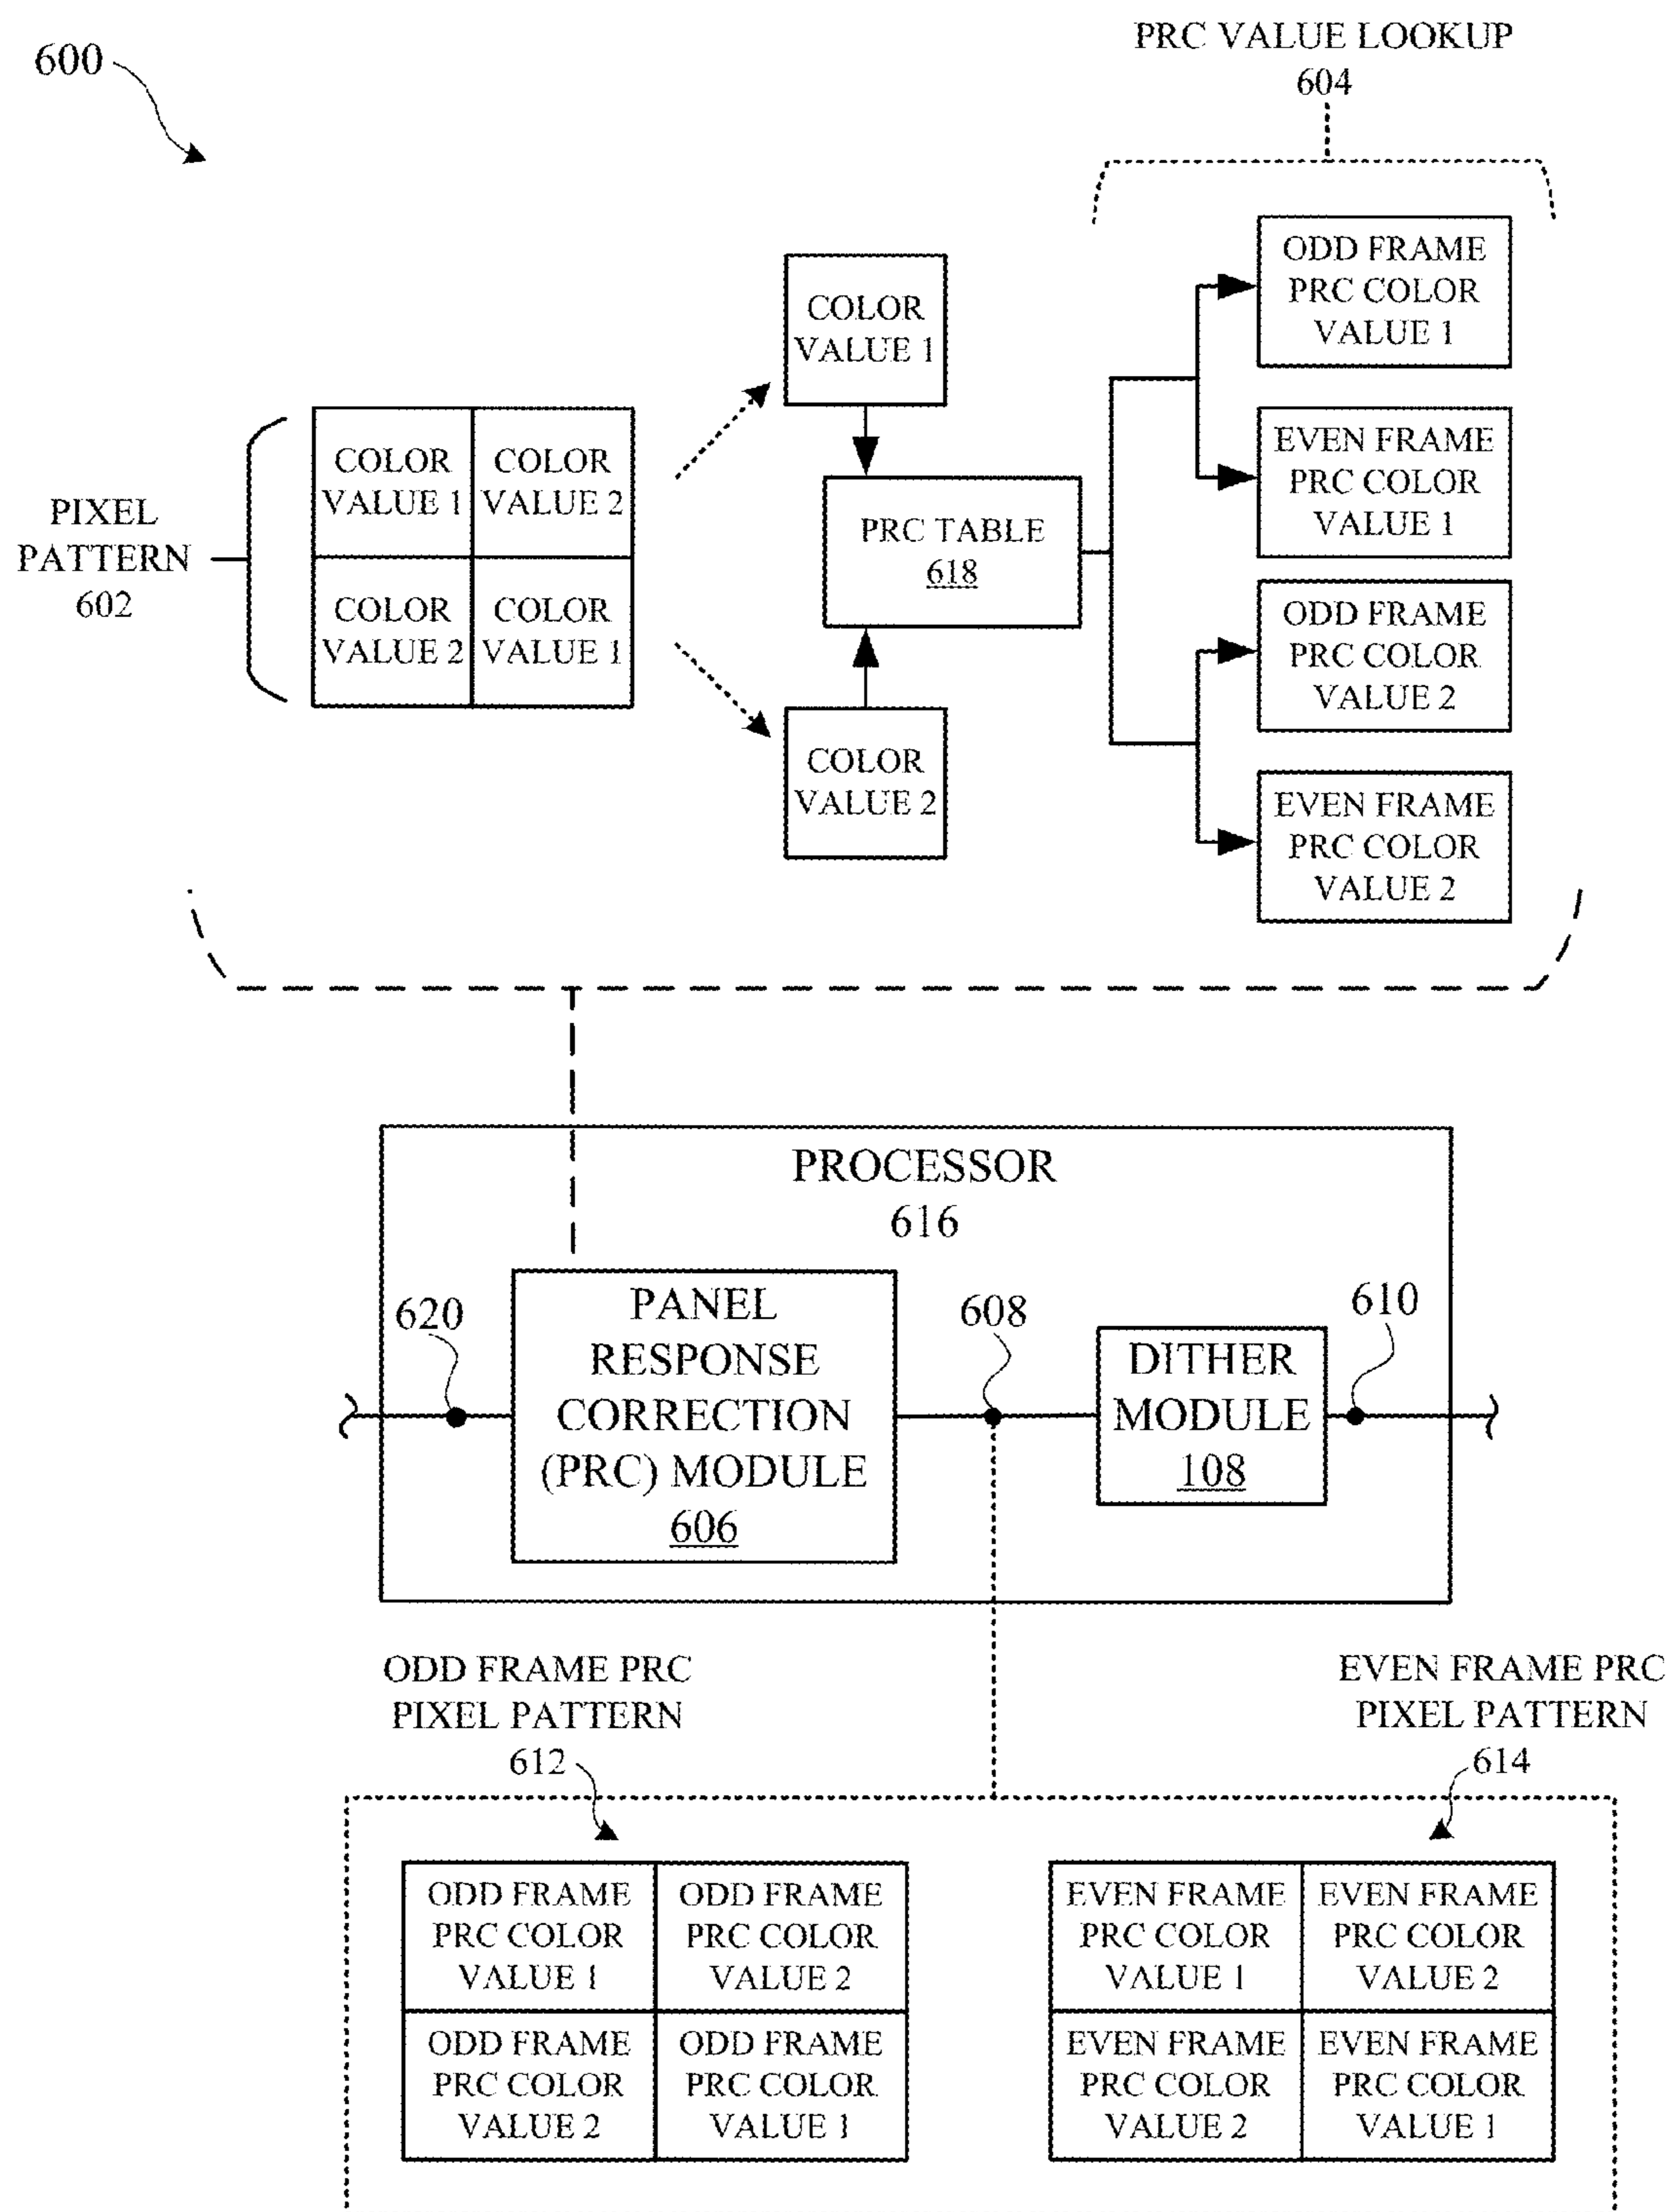 600
PRC VALUE LOOKUP
604
PIXEL
PATTERN
602
COLOR
VALUE 1
COLOR
VALUE 2
COLOR
VALUE 2
COLOR
VALUE 1
COLOR
VALUE 1
PRC TABLE
618
COLOR
VALUE 2
ODD FRAME
PRC COLOR
VALUE 1
EVEN FRAME
PRC COLOR
VALUE 1
ODD FRAME
PRC COLOR
VALUE 2
EVEN FRAME
PRC COLOR
VALUE 2
PROCESSOR
616
620
PANEL
RESPONSE
CORRECTION
(PRC) MODULE
606
608
DITHER
MODULE
108
610
ODD FRAME PRC
PIXEL PATTERN
612
EVEN FRAME PRC
PIXEL PATTERN
614
ODD FRAME
PRC COLOR
VALUE 1
ODD FRAME
PRC COLOR
VALUE 2
ODD FRAME
PRC COLOR
VALUE 2
ODD FRAME
PRC COLOR
VALUE 1
EVEN FRAME
PRC COLOR
VALUE 1
EVEN FRAME
PRC COLOR
VALUE 2
EVEN FRAME
PRC COLOR
VALUE 2
EVEN FRAME
PRC COLOR
VALUE 1